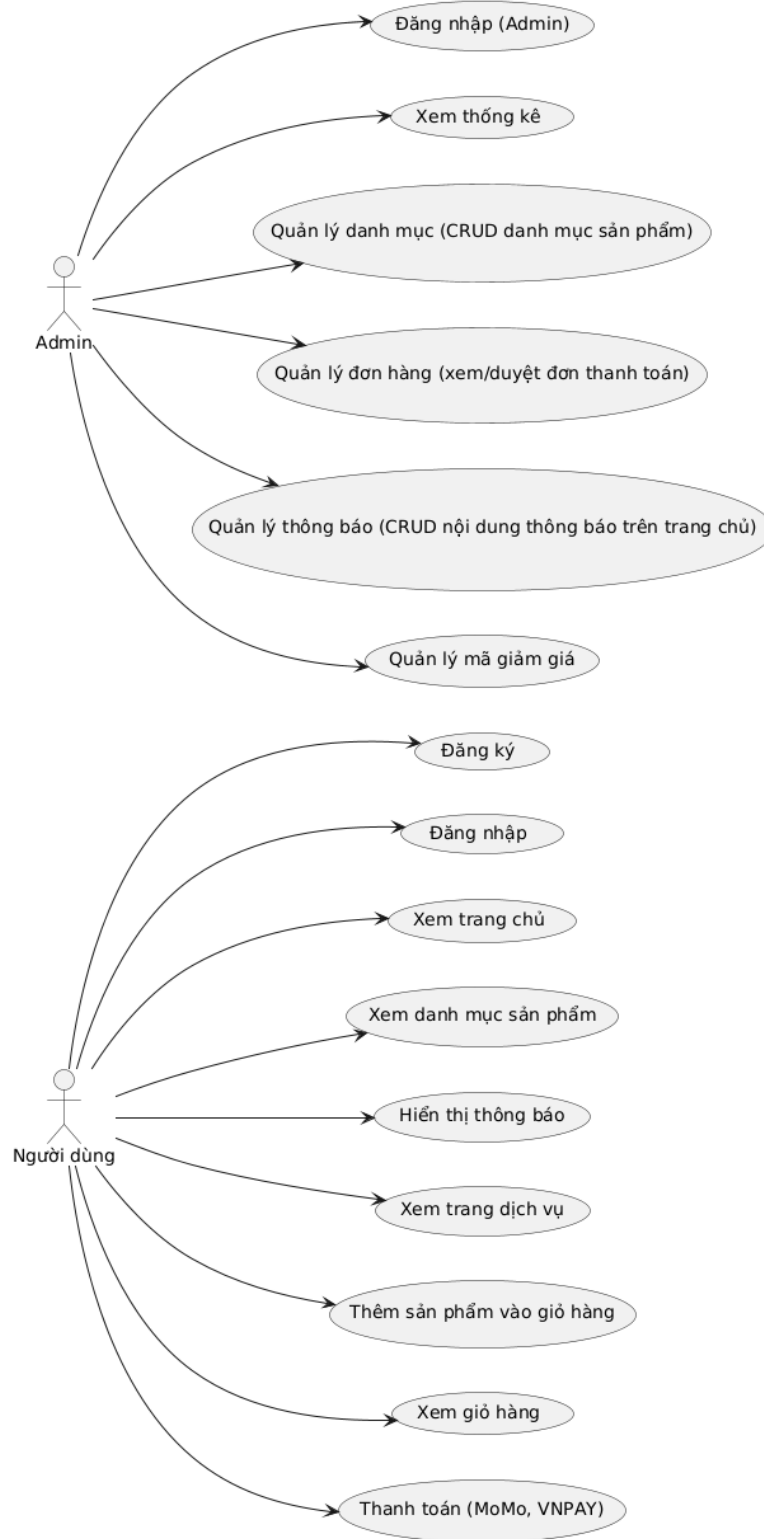 Đăng nhập (Admin)
Xem thống kê
Quản lý danh mục (CRUD danh mục sản phẩm)
Admin
Quản lý đơn hàng (xem/duyệt đơn thanh toán)
Quản lý thông báo (CRUD nội dung thông báo trên trang chủ)
Quản lý mã giảm giá
Đăng ký
Đăng nhập
Xem trang chủ
Xem danh mục sản phẩm
Hiển thị thông báo
Người dùng
Xem trang dịch vụ
Thêm sản phẩm vào giỏ hàng
Xem giỏ hàng
Thanh toán (MoMo, VNPAY)